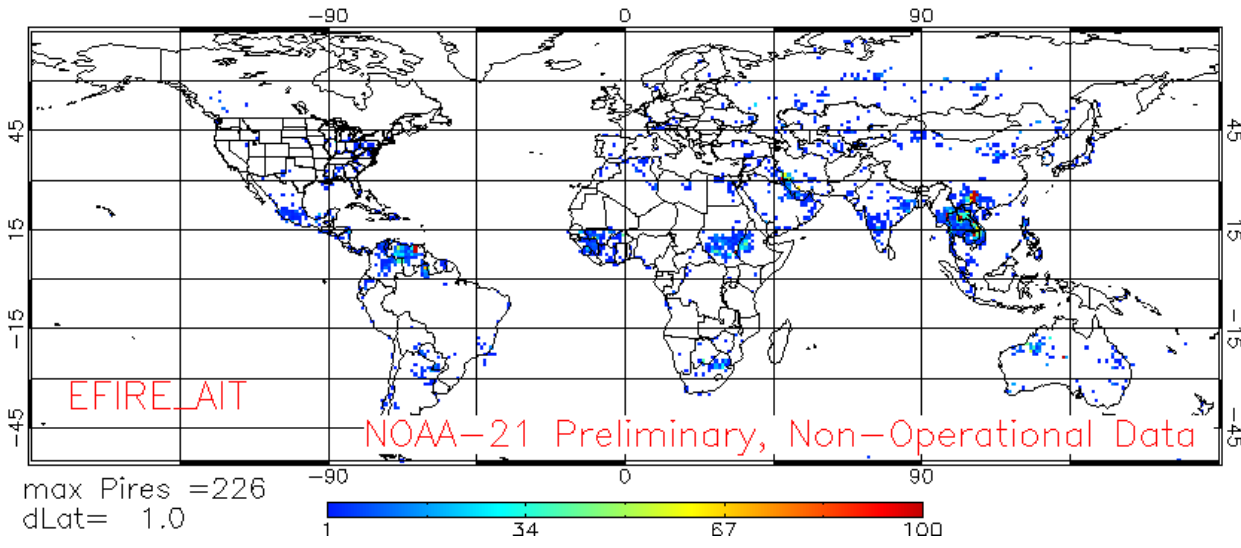 -90 0 90
45 45
15 15
-15 -15
-45 -45
EFIRE_AIT
NOAA-21 Preliminary, Non-Operational Data
-90 0 90
max Pires =226
dLat= 1.0
1 34 67 100